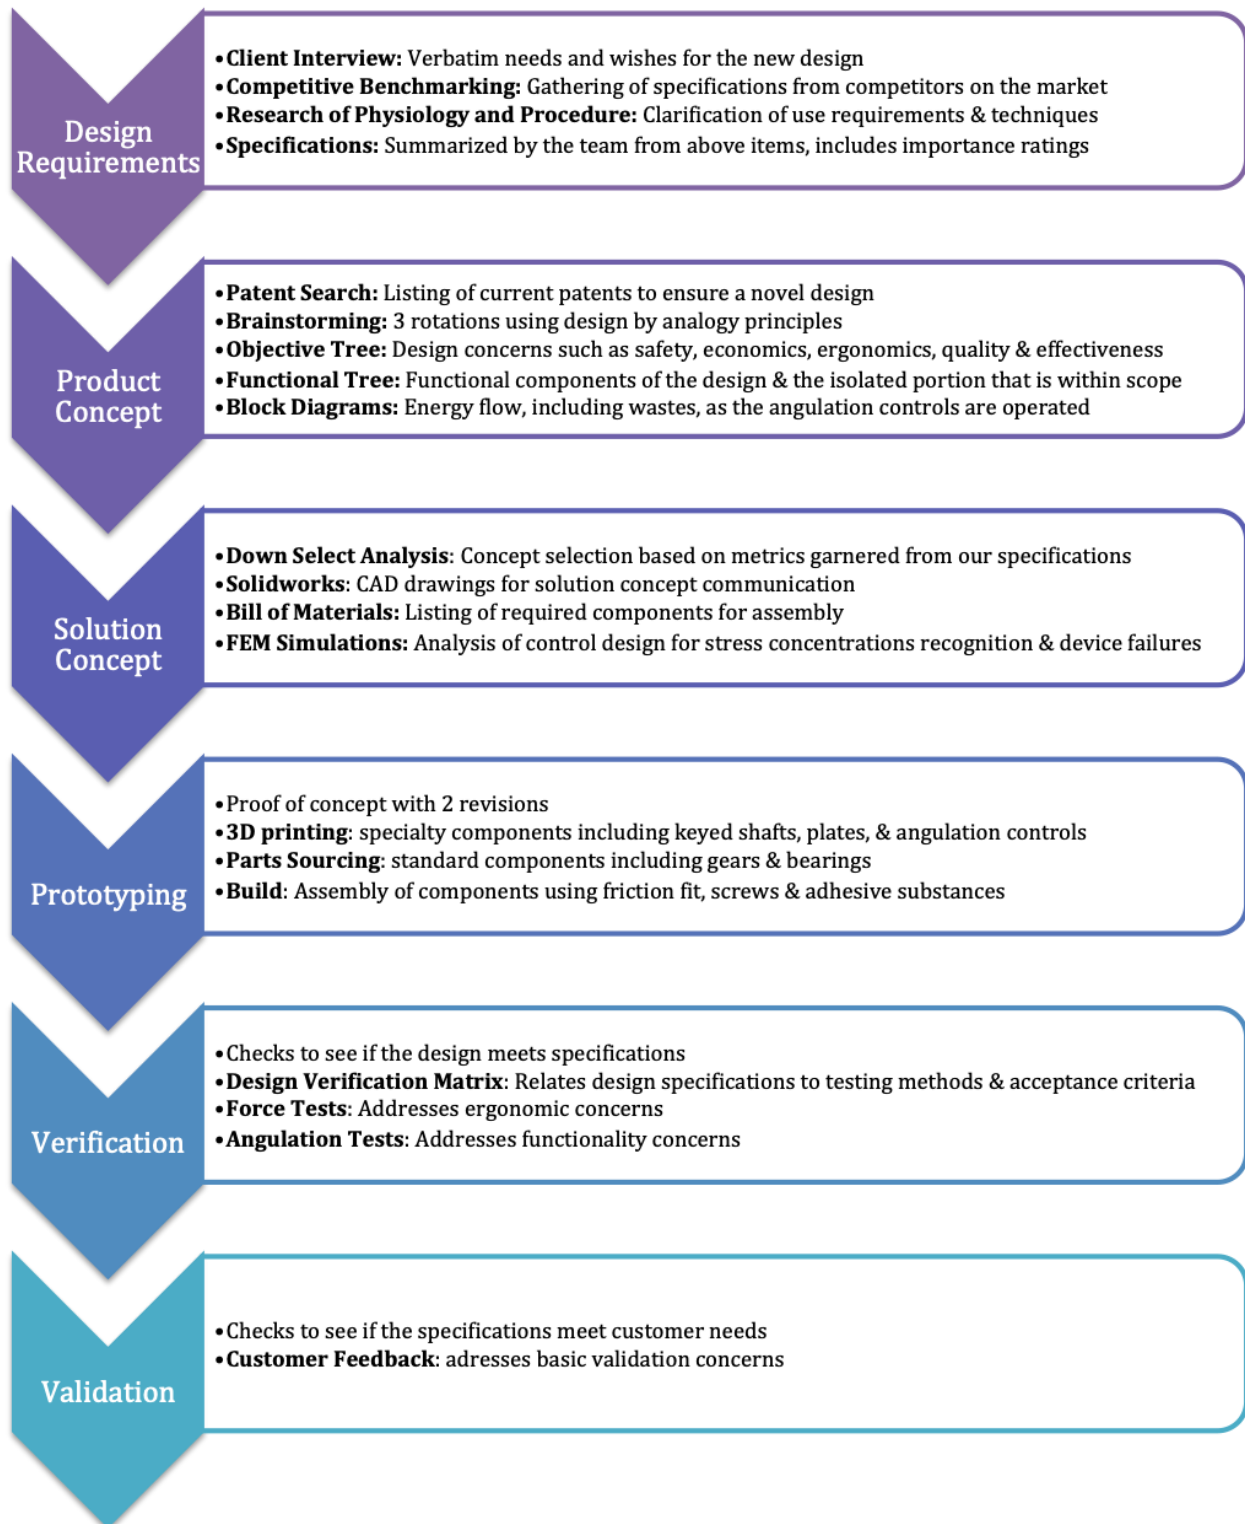 Design
Requirements
•Client Interview: Verbatim needs and wishes for the new design
•Competitive Benchmarking: Gathering of specifications from competitors on the market
•Research of Physiology and Procedure: Clarification of use requirements & techniques
•Specifications: Summarized by the team from above items, includes importance ratings
Product
Concept
•Patent Search: Listing of current patents to ensure a novel design
•Brainstorming: 3 rotations using design by analogy principles
•Objective Tree: Design concerns such as safety, economics, ergonomics, quality & effectiveness
•Functional Tree: Functional components of the design & the isolated portion that is within scope
•Block Diagrams: Energy flow, including wastes, as the angulation controls are operated
Solution
Concept
•Down Select Analysis: Concept selection based on metrics garnered from our specifications
•Solidworks: CAD drawings for solution concept communication
•Bill of Materials: Listing of required components for assembly
•FEM Simulations: Analysis of control design for stress concentrations recognition & device failures
Prototyping
•Proof of concept with 2 revisions
•3D printing: specialty components including keyed shafts, plates, & angulation controls
•Parts Sourcing: standard components including gears & bearings
•Build: Assembly of components using friction fit, screws & adhesive substances
Verification
•Checks to see if the design meets specifications
•Design Verification Matrix: Relates design specifications to testing methods & acceptance criteria
•Force Tests: Addresses ergonomic concerns
•Angulation Tests: Addresses functionality concerns
Validation
•Checks to see if the specifications meet customer needs
•Customer Feedback: adresses basic validation concerns